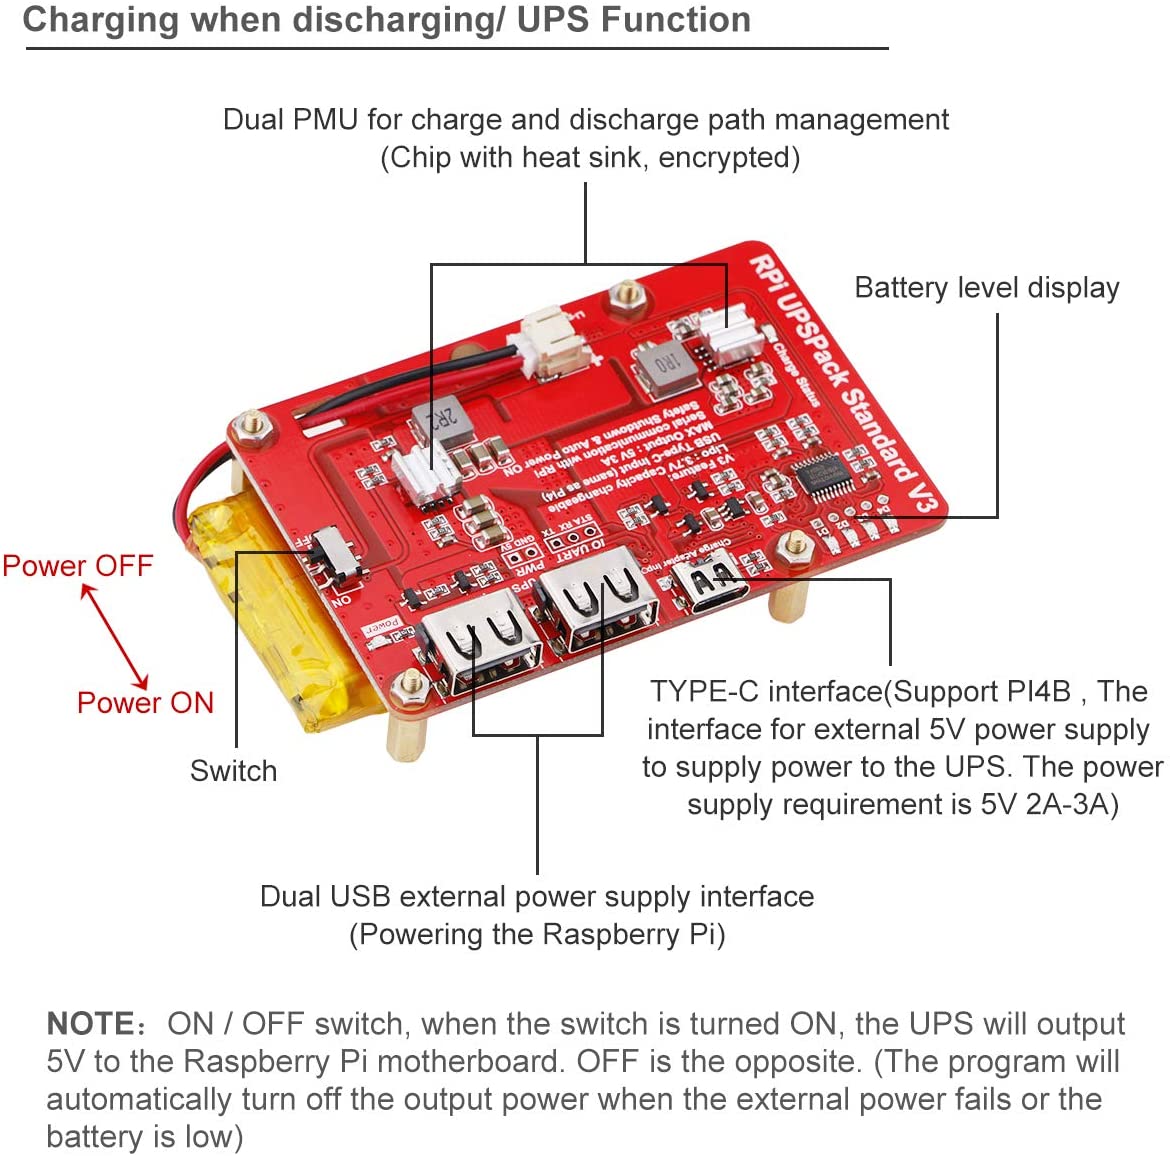 Charging when discharging/ UPS Function
Dual PMU for charge and discharge path management
(Chip with heat sink, encrypted)
Battery level display
RPi UPSPack Standard V3
Charge Status
1R0
2R2
ON
Safety Shutdown & Auto Power
Serial communication with RPI
MAX Output : 5V 3A
USB Type-C Input (same as Pi4)
Lipo : 3.7V Capacity changeable
V3 Feature:
STA RX TX
IO UART
GND 5V
PWR
UPS
Charge Adapter
OFF
ON
Power
Power OFF
Power ON
Switch
TYPE-C interface(Support PI4B , The
interface for external 5V power supply
to supply power to the UPS. The power
supply requirement is 5V 2A-3A)
Dual USB external power supply interface
(Powering the Raspberry Pi)
NOTE：ON / OFF switch, when the switch is turned ON, the UPS will output
5V to the Raspberry Pi motherboard. OFF is the opposite. (The program will
automatically turn off the output power when the external power fails or the
battery is low)